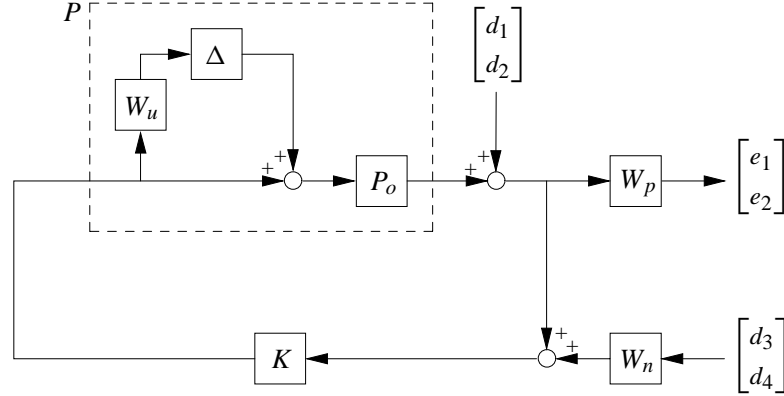 P
Δ
W_u
+
+
P_o
+
+
[d_1
d_2]
W_p
[e_1
e_2]
K
+
+
W_n
[d_3
d_4]